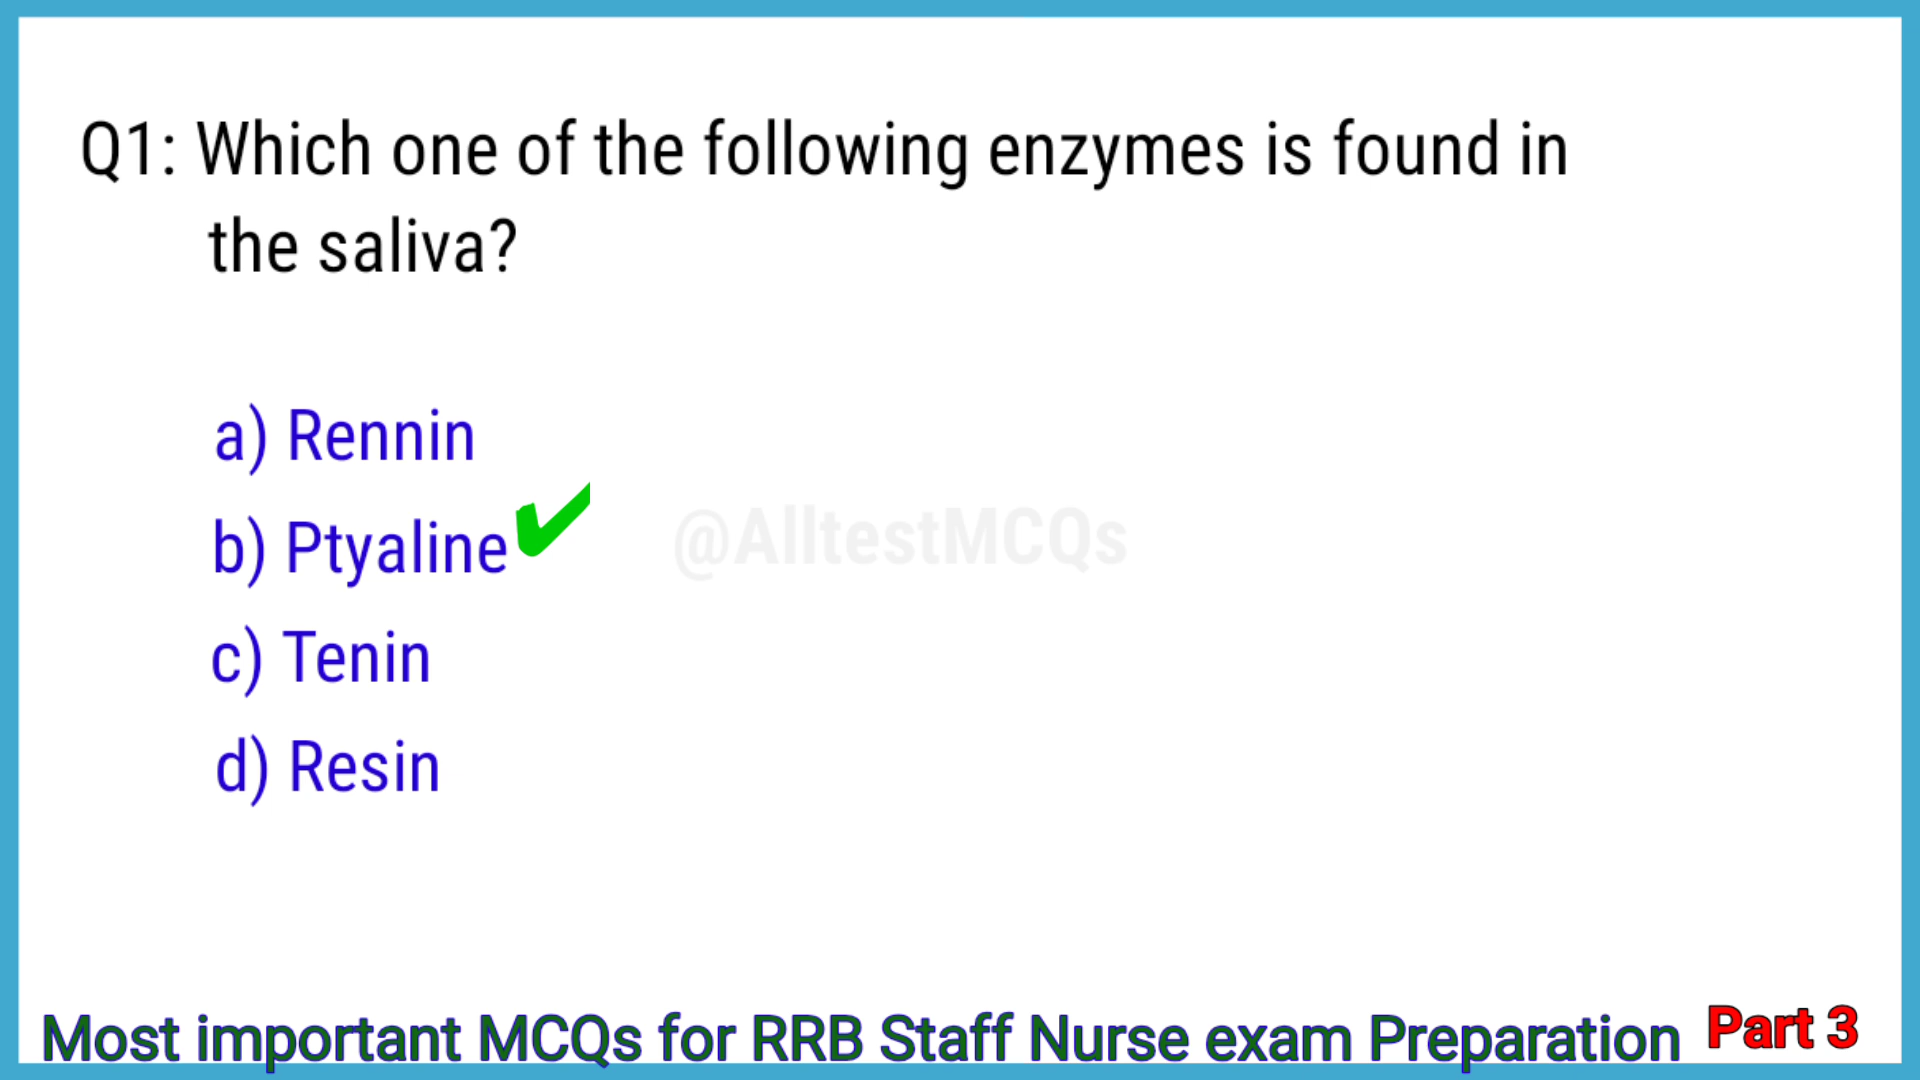 Q1: Which one of the following enzymes is found in
the saliva?
a) Rennin
b) Ptyaline
@AlltestMCQs
c) Tenin
d) Resin
Most important MCQs for RRB Staff Nurse exam Preparation Part 3